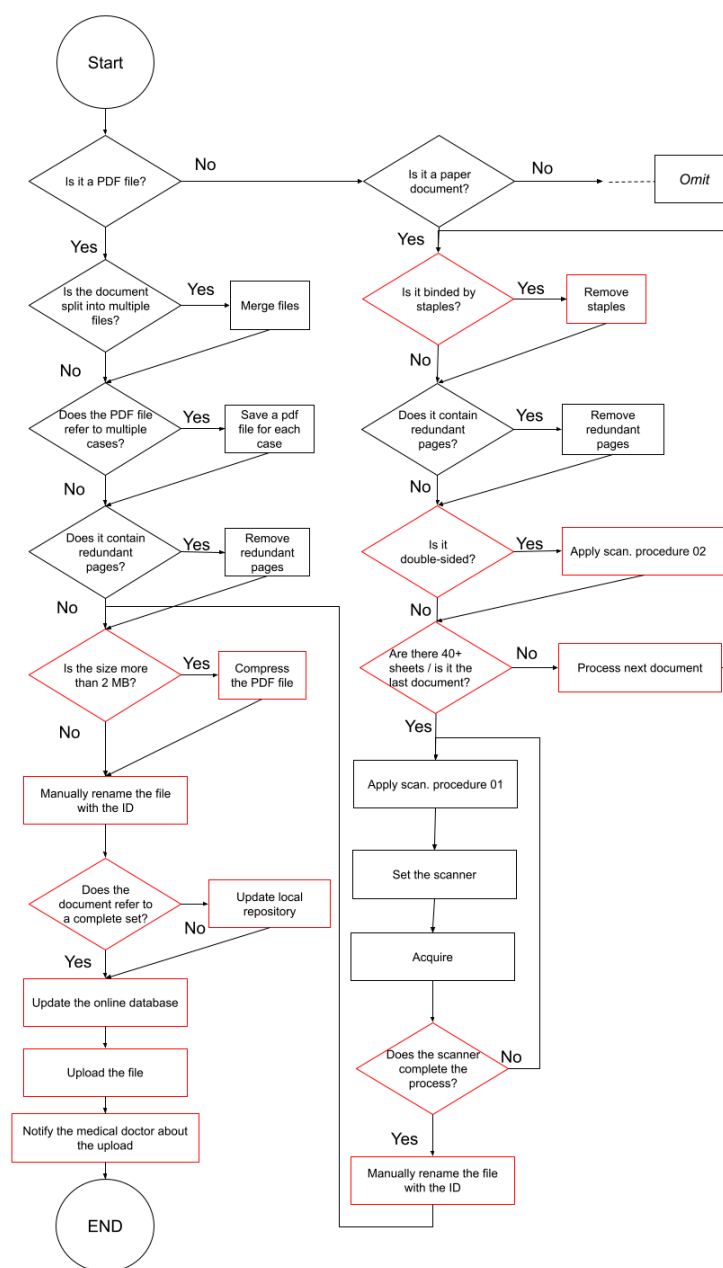 Start
Is it a PDF file?
No
Is it a paper
document?
No
Omit
Yes
Yes
Is the document
split into multiple
files?
Yes
Merge files
Is it binded by
staples?
Yes
Remove
staples
No
No
Does the PDF file
refer to multiple
cases?
Yes
Save a pdf
file for each
case
Does it contain
redundant pages?
Yes
Remove
redundant
pages
No
No
Does it contain
redundant
pages?
Yes
Remove
redundant
pages
Is it
double-sided?
Yes
Apply scan. procedure 02
No
No
Is the size more
than 2 MB?
Yes
Compress
the PDF file
Are there 40+
sheets / is it the
last document?
No
Process next document
No
Yes
Manually rename the file
with the ID
Apply scan. procedure 01
Does the
document refer to
a complete set?
Update local
repository
No
Set the scanner
Yes
Update the online database
Acquire
Upload the file
Does the scanner
complete the
process?
No
Notify the medical doctor about
the upload
Yes
Manually rename the file
with the ID
END